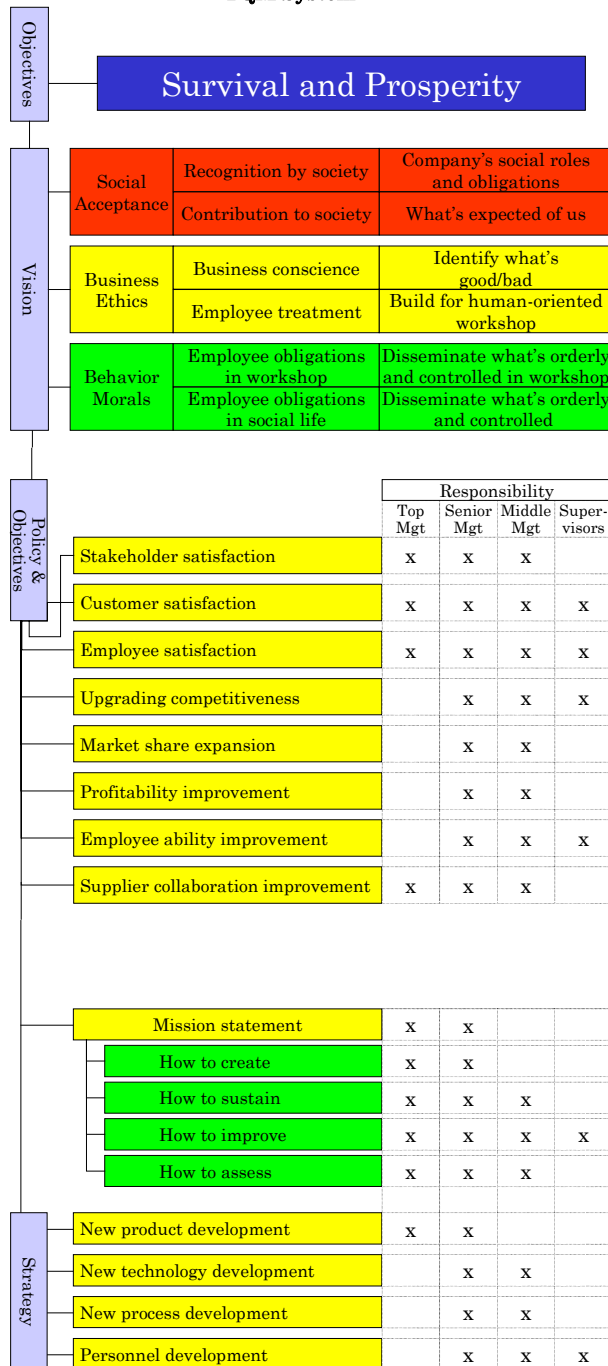 Objectives
Survival and Prosperity
Vision
Social
Acceptance
Recognition by society
Company's social roles
and obligations
Contribution to society
What's expected of us
Business
Ethics
Business conscience
Identify what's
good/bad
Employee treatment
Build for human-oriented
workshop
Behavior
Morals
Employee obligations
in workshop
Disseminate what's orderly
and controlled in workshop
Employee obligations
in social life
Disseminate what's orderly
and controlled
Policy &
Objectives
Responsibility
Top
Mgt
Senior
Mgt
Middle
Mgt
Super-
visors
Stakeholder satisfaction x x x
Customer satisfaction x x x x
Employee satisfaction x x x x
Upgrading competitiveness x x x
Market share expansion x x
Profitability improvement x x
Employee ability improvement x x x
Supplier collaboration improvement x x x
Mission statement x x
How to create x x
How to sustain x x x
How to improve x x x x
How to assess x x x
Strategy
New product development x x
New technology development x x
New process development x x
Personnel development x x x